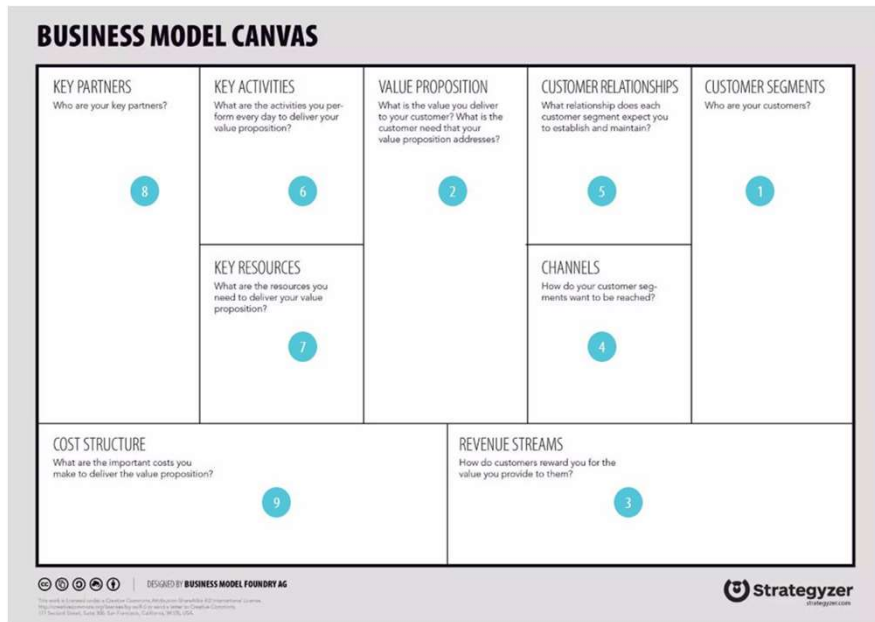 BUSINESS MODEL CANVAS
KEY PARTNERS
Who are your key partners?
8
KEY ACTIVITIES
What are the activities you per-
form every day to deliver your
value proposition?
6
KEY RESOURCES
What are the resources you
need to deliver your value
proposition?
7
VALUE PROPOSITION
What is the value you deliver
to your customer? What is the
customer need that your
value proposition addresses?
2
CUSTOMER RELATIONSHIPS
What relationship does each
customer segment expect you
to establish and maintain?
5
CHANNELS
How do your customer seg-
ments want to be reached?
4
CUSTOMER SEGMENTS
Who are your customers?
1
COST STRUCTURE
What are the important costs you
make to deliver the value proposition?
9
REVENUE STREAMS
How do customers reward you for the
value you provide to them?
3
cc
DESIGNED BY BUSINESS MODEL FOUNDRY AG
Strategyzer
strategyzer.com